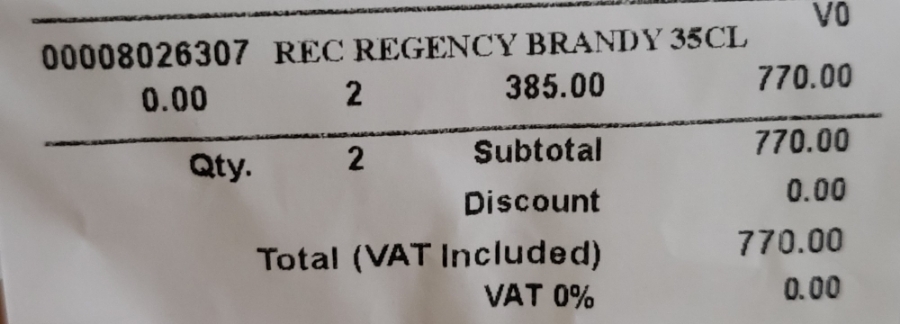 V0
00008026307 REC REGENCY BRANDY 35CL
0.00 2 385.00 770.00
Qty. 2 Subtotal 770.00
Discount 0.00
Total (VAT Included) 770.00
VAT 0% 0.00